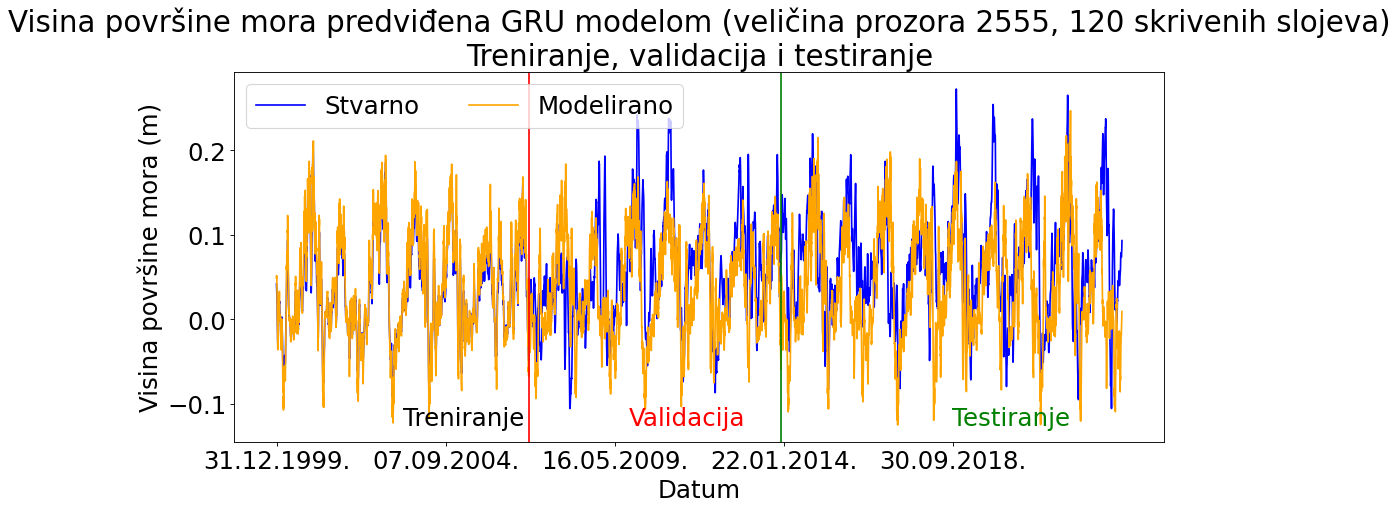 Visina površine mora predviđena GRU modelom (veličina prozora 2555, 120 skrivenih slojeva)
Treniranje, validacija i testiranje
Stvarno
Modelirano
Visina površine mora (m)
0.2
0.1
0.0
−0.1
Treniranje
Validacija
Testiranje
31.12.1999.
07.09.2004.
16.05.2009.
22.01.2014.
30.09.2018.
Datum